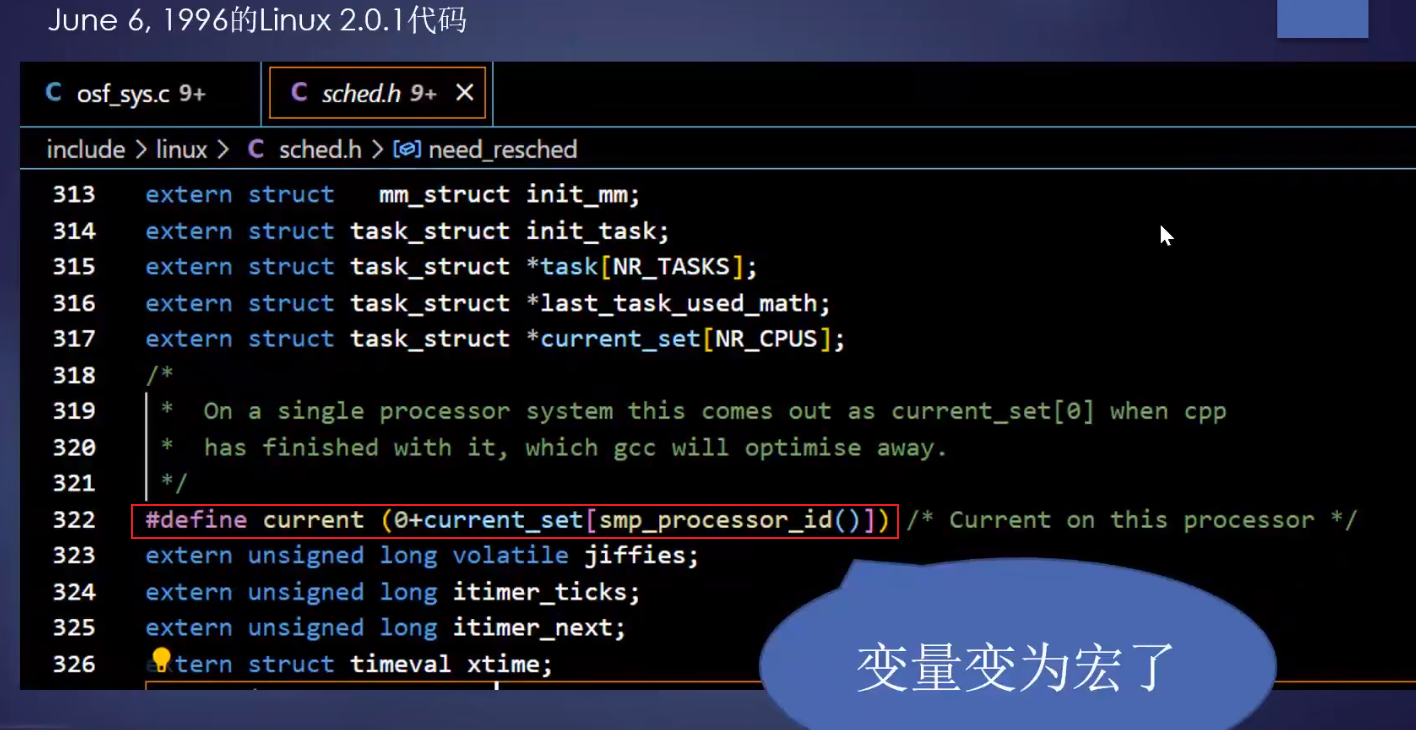 June 6, 1996的Linux 2.0.1代码
C osf_sys.c 9+ C sched.h 9+ ×
include > linux > C sched.h > need_resched
313 extern struct   mm_struct init_mm;
314 extern struct task_struct init_task;
315 extern struct task_struct *task[NR_TASKS];
316 extern struct task_struct *last_task_used_math;
317 extern struct task_struct *current_set[NR_CPUS];
318 /*
319  *  On a single processor system this comes out as current_set[0] when cpp
320  *  has finished with it, which gcc will optimise away.
321  */
322 #define current (0+current_set[smp_processor_id()]) /* Current on this processor */
323 extern unsigned long volatile jiffies;
324 extern unsigned long itimer_ticks;
325 extern unsigned long itimer_next;
326 extern struct timeval xtime;
变量变为宏了